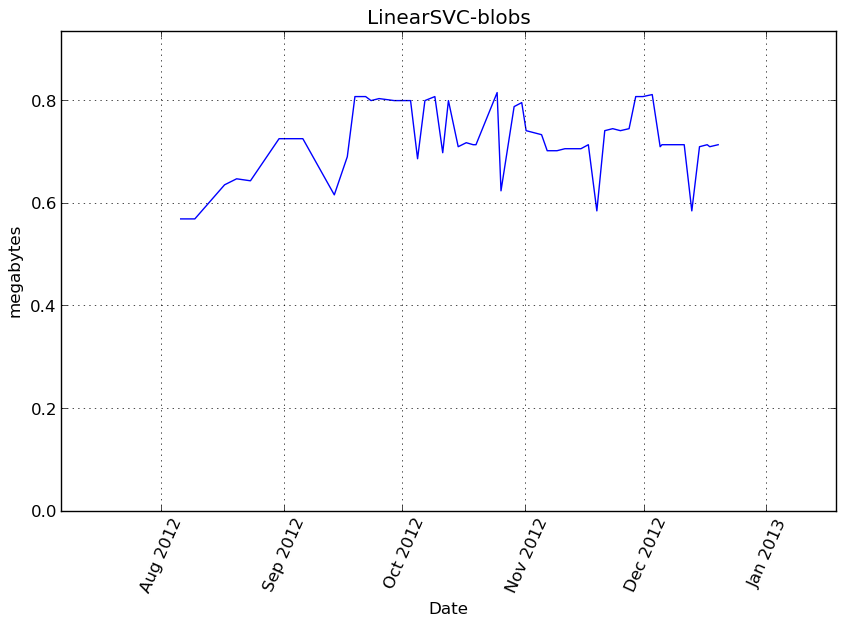 LinearSVC-blobs
megabytes
0.8
0.6
0.4
0.2
0.0
Aug 2012
Sep 2012
Oct 2012
Nov 2012
Dec 2012
Jan 2013
Date